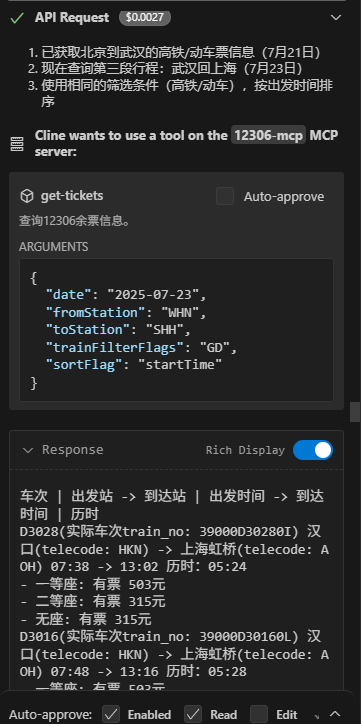 API Request $0.0027
1. 已获取北京到武汉的高铁/动车票信息（7月21日）
2. 现在查询第三段行程：武汉回上海（7月23日）
3. 使用相同的筛选条件（高铁/动车），按出发时间排
序
Cline wants to use a tool on the 12306-mcp MCP
server:
get-tickets Auto-approve
查询12306余票信息。
ARGUMENTS
{
"date": "2025-07-23",
"fromStation": "WHN",
"toStation": "SHH",
"trainFilterFlags": "GD",
"sortFlag": "startTime"
}
Response Rich Display
车次 | 出发站 -> 到达站 | 出发时间 -> 到达
时间 | 历时
D3028(实际车次train_no: 39000D30280I) 汉
口(telecode: HKN) -> 上海虹桥(telecode: A
OH) 07:38 -> 13:02 历时：05:24
- 一等座: 有票 503元
- 二等座: 有票 315元
- 无座: 有票 315元
D3016(实际车次train_no: 39000D30160L) 汉
口(telecode: HKN) -> 上海虹桥(telecode: A
OH) 07:48 -> 13:16 历时：05:28
- 一等座: 有票 503元
Auto-approve: Enabled Read Edit